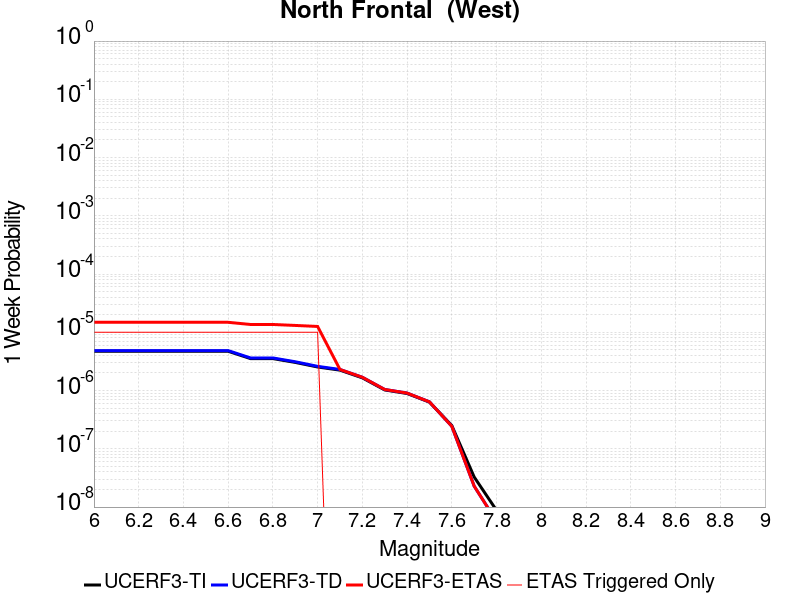 North Frontal  (West)
10^0
10^-1
10^-2
10^-3
10^-4
10^-5
10^-6
10^-7
10^-8
1 Week Probability
6 6.2 6.4 6.6 6.8 7 7.2 7.4 7.6 7.8 8 8.2 8.4 8.6 8.8 9
Magnitude
UCERF3-TI UCERF3-TD UCERF3-ETAS ETAS Triggered Only